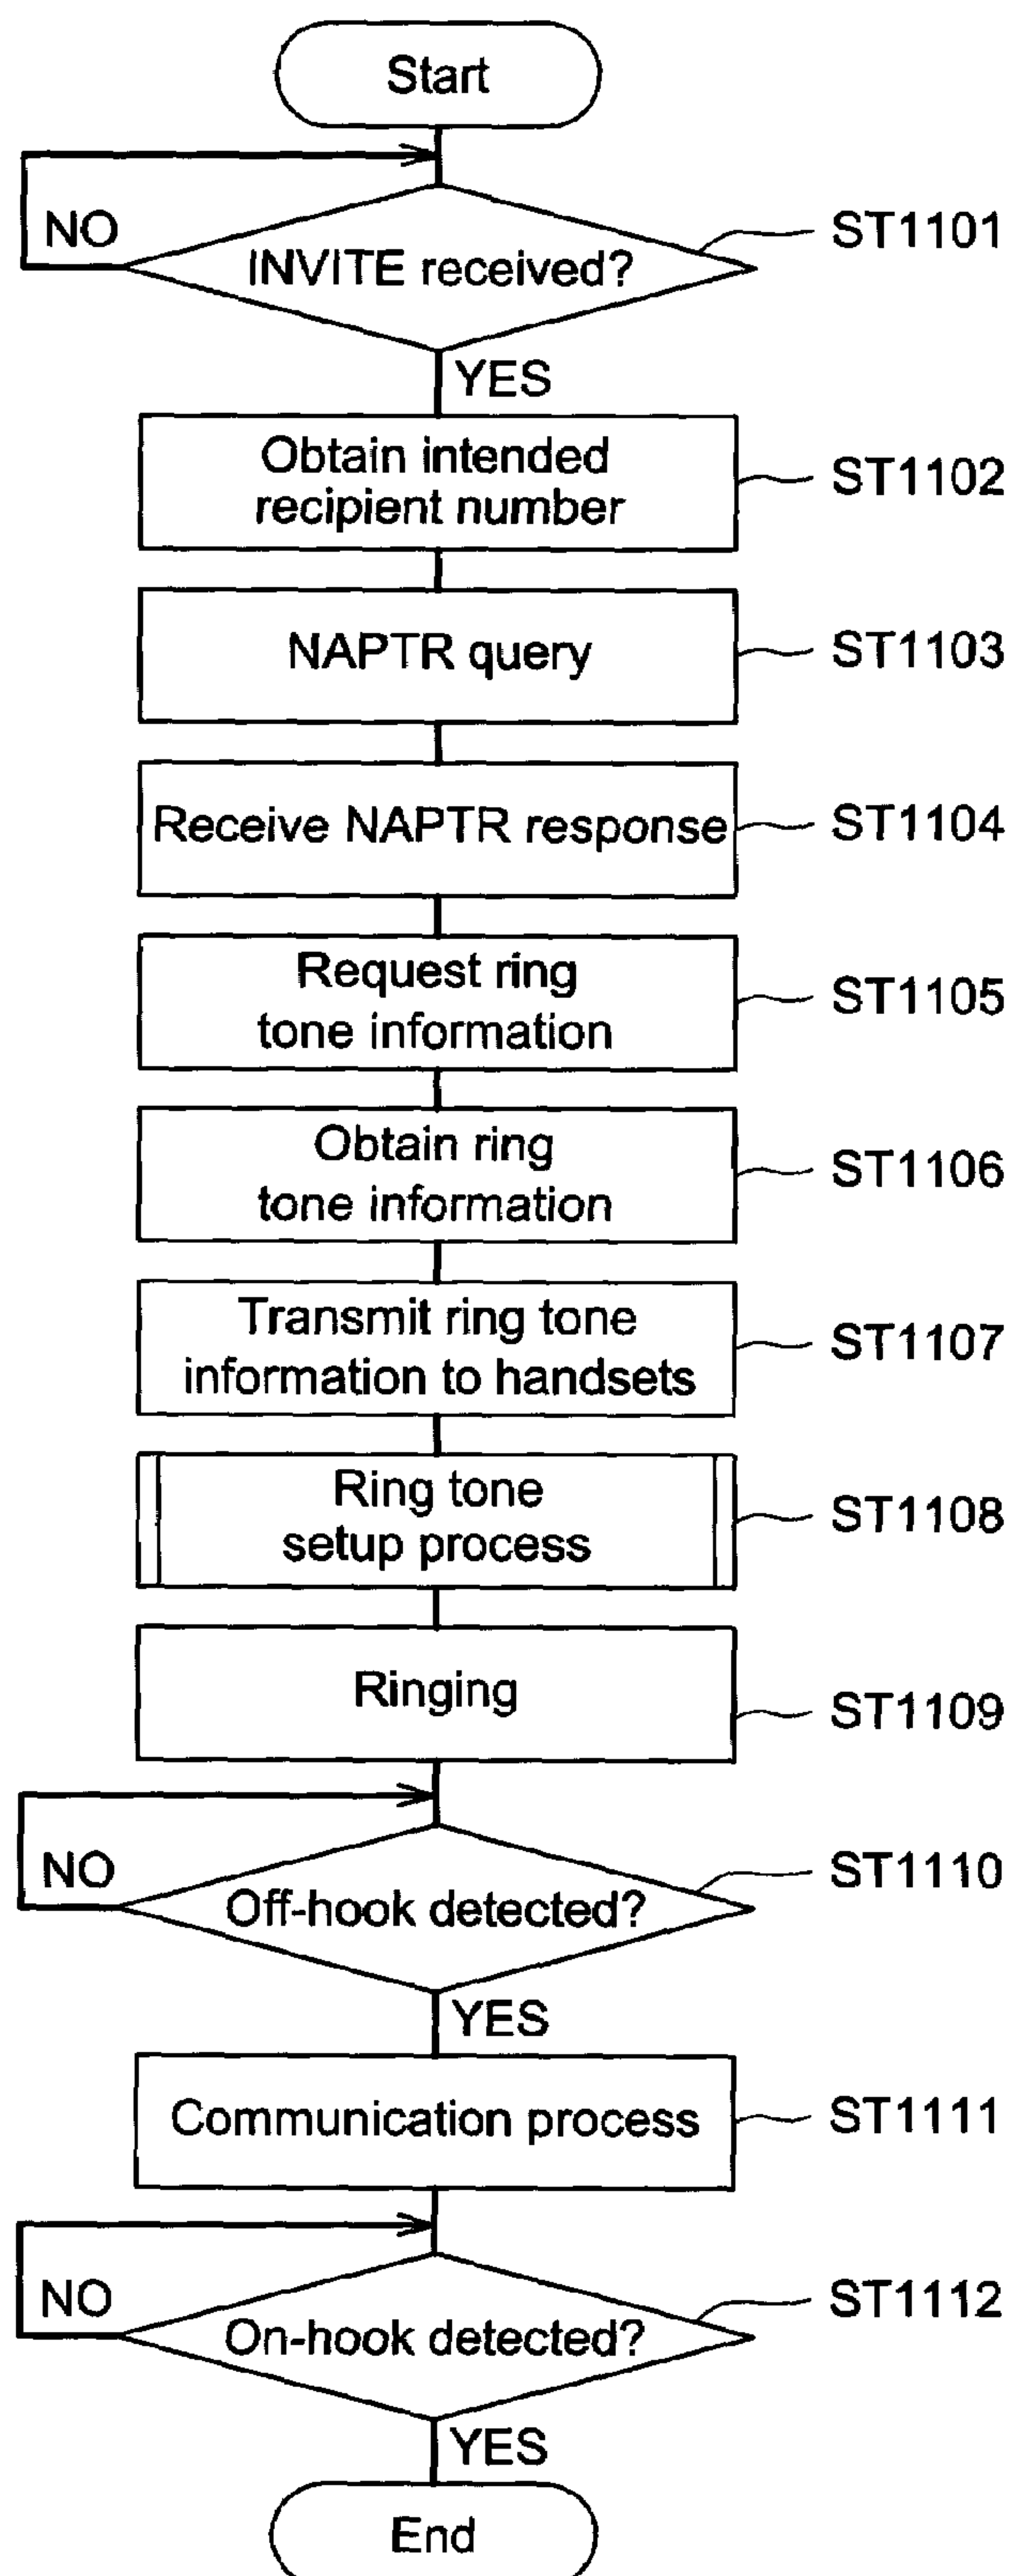 Start
NO
INVITE received?
ST1101
YES
Obtain intended
recipient number
ST1102
NAPTR query
ST1103
Receive NAPTR response
ST1104
Request ring
tone information
ST1105
Obtain ring
tone information
ST1106
Transmit ring tone
information to handsets
ST1107
Ring tone
setup process
ST1108
Ringing
ST1109
NO
Off-hook detected?
ST1110
YES
Communication process
ST1111
NO
On-hook detected?
ST1112
YES
End